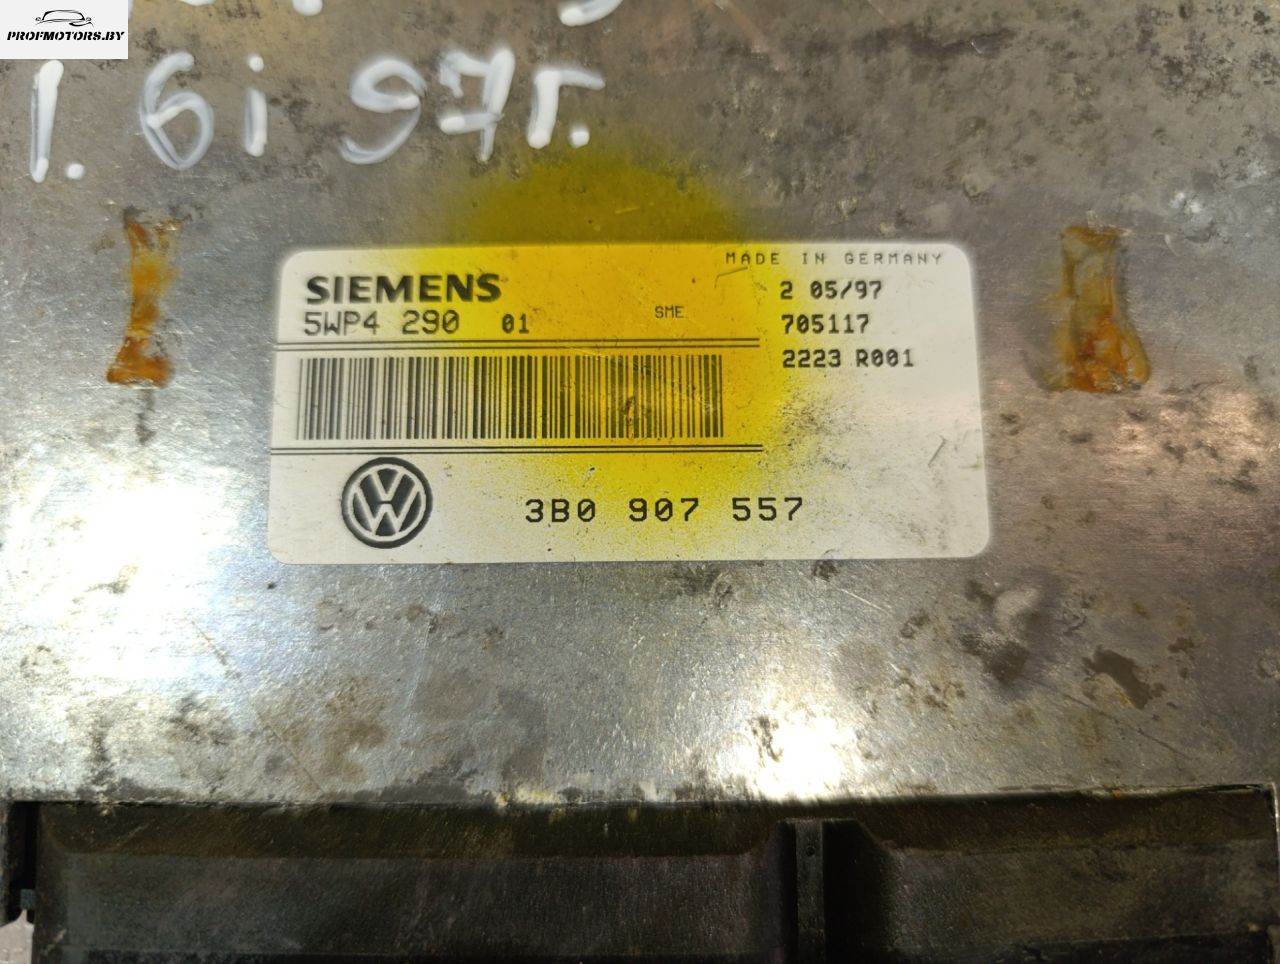 PROFMOTORS.BY
1.6i 97г.
MADE IN GERMANY
SIEMENS
2 05/97
5WP4 290 01
SME
705117
2223 R001
3B0 907 557